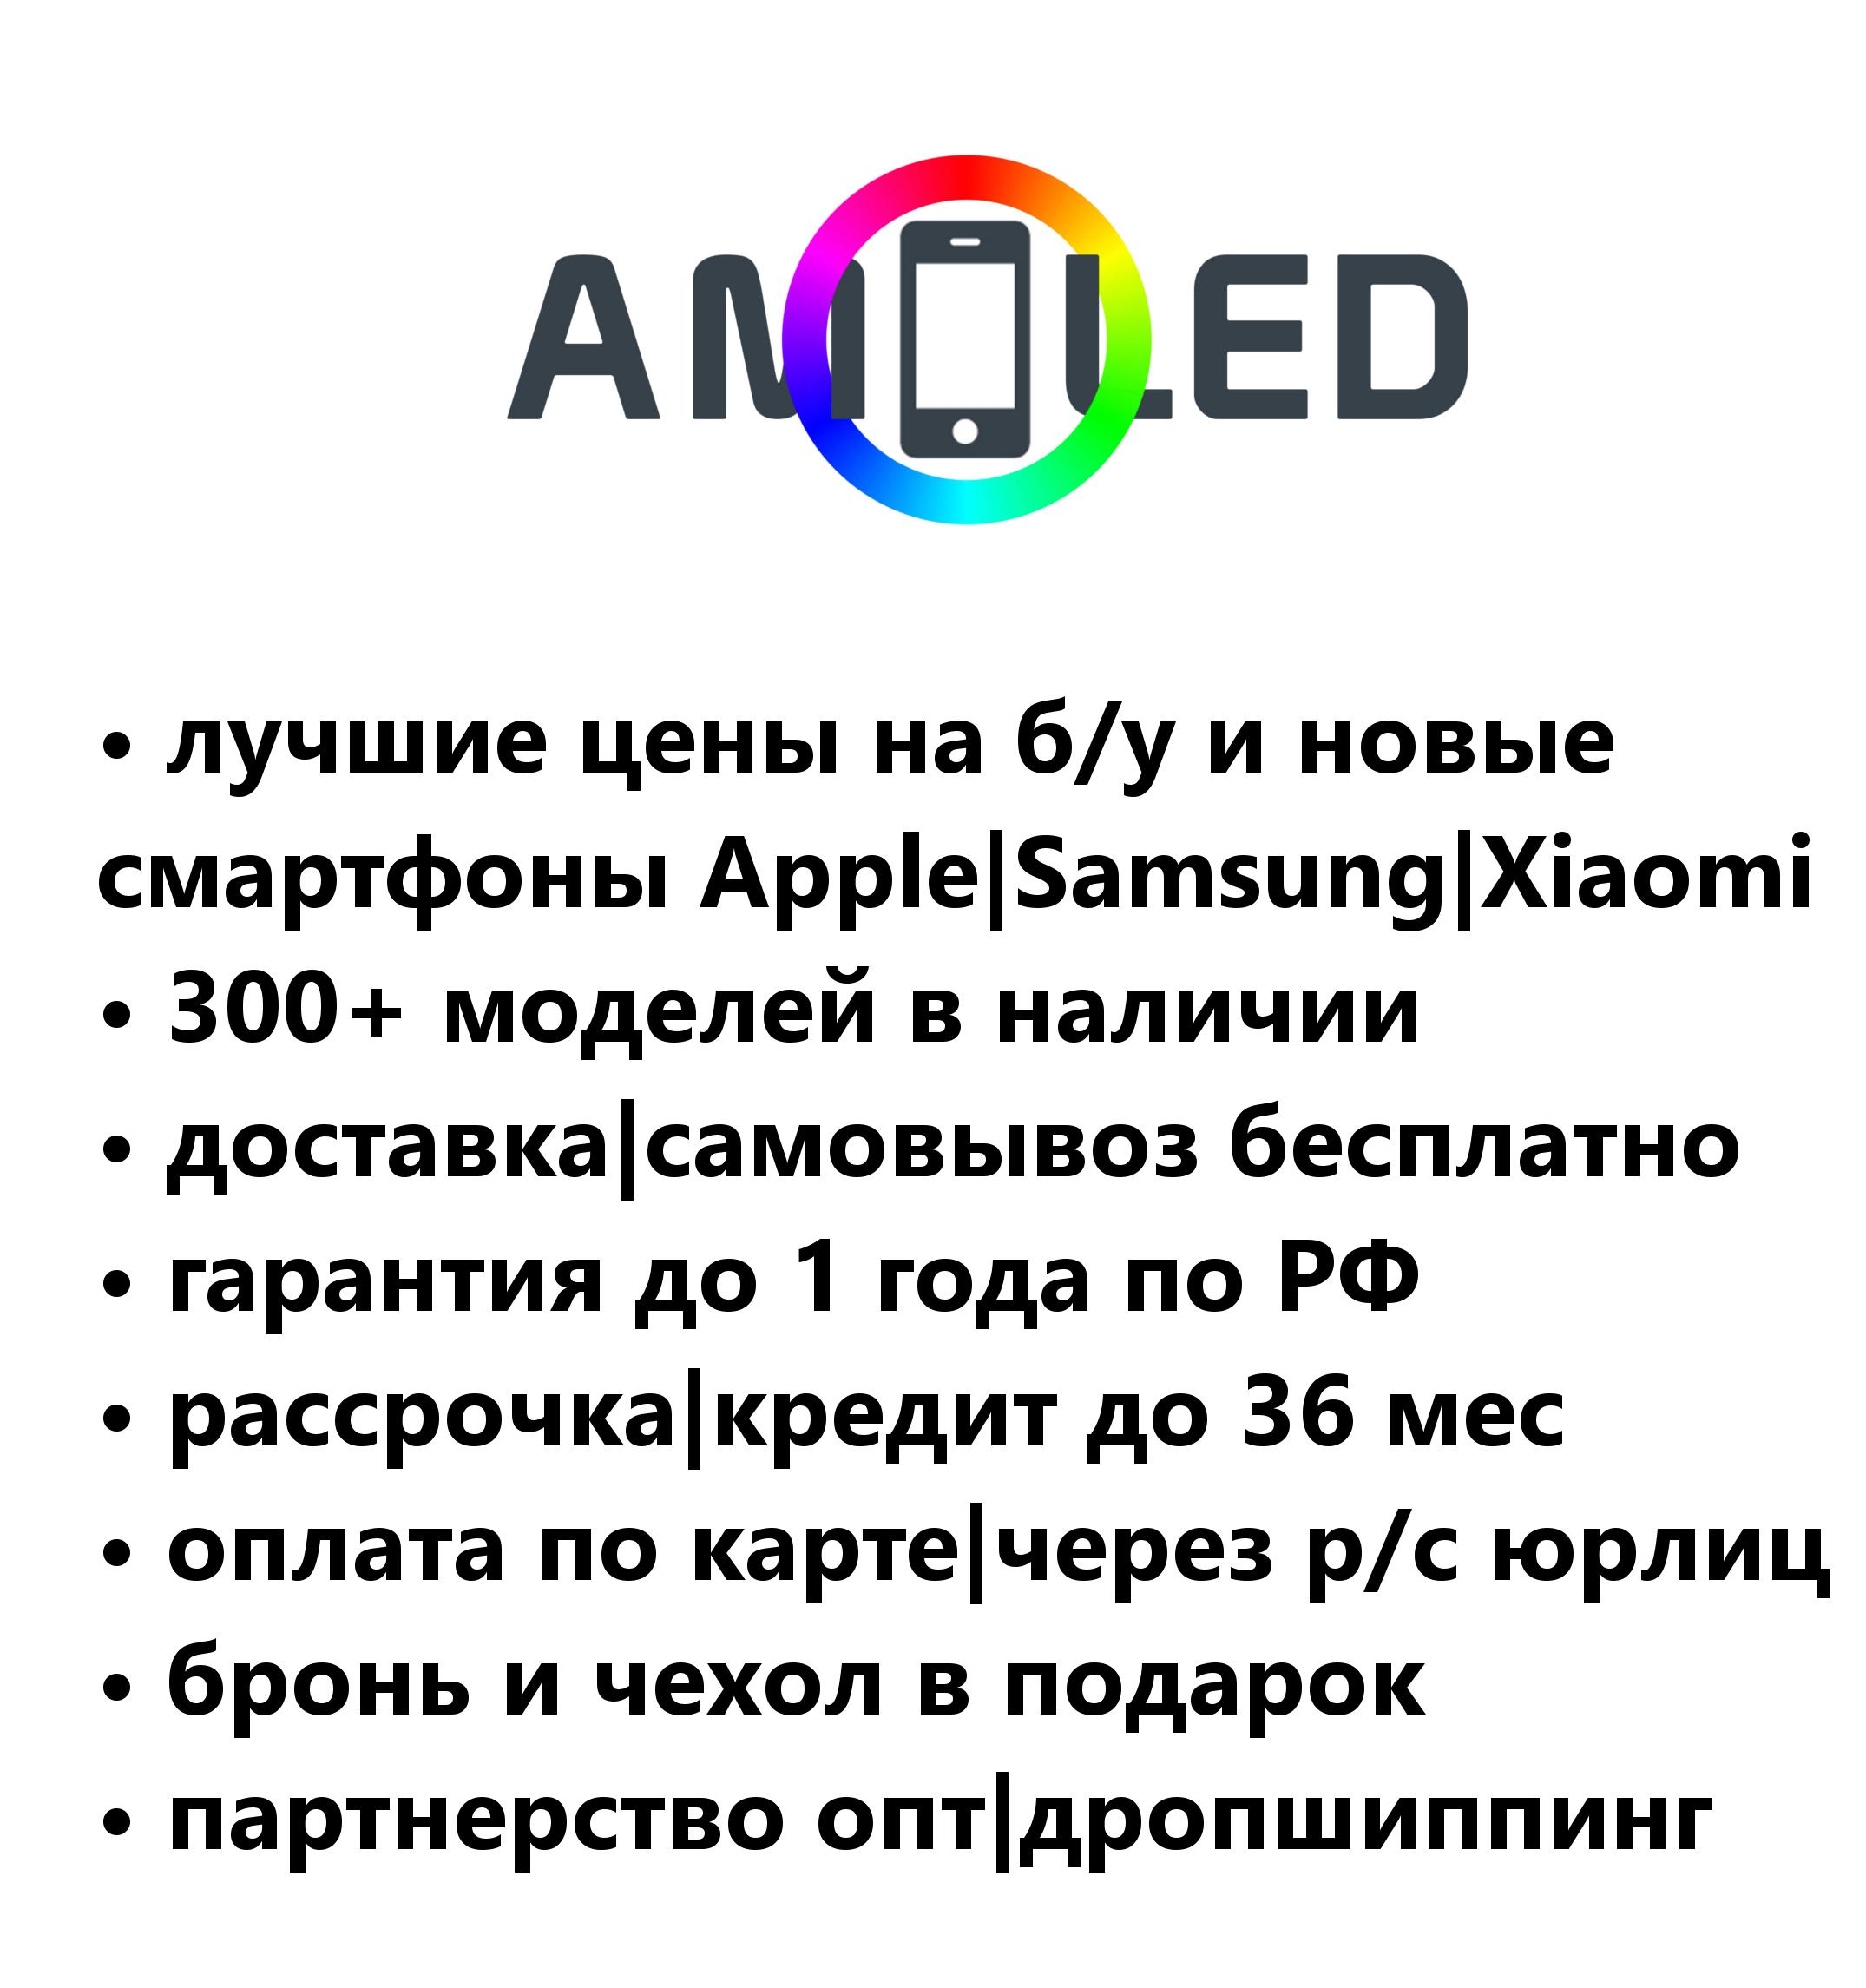 AMOLED
• лучшие цены на б/у и новые
смартфоны Apple|Samsung|Xiaomi
• 300+ моделей в наличии
• доставка|самовывоз бесплатно
• гарантия до 1 года по РФ
• рассрочка|кредит до 36 мес
• оплата по карте|через р/с юрлиц
• бронь и чехол в подарок
• партнерство опт|дропшиппинг